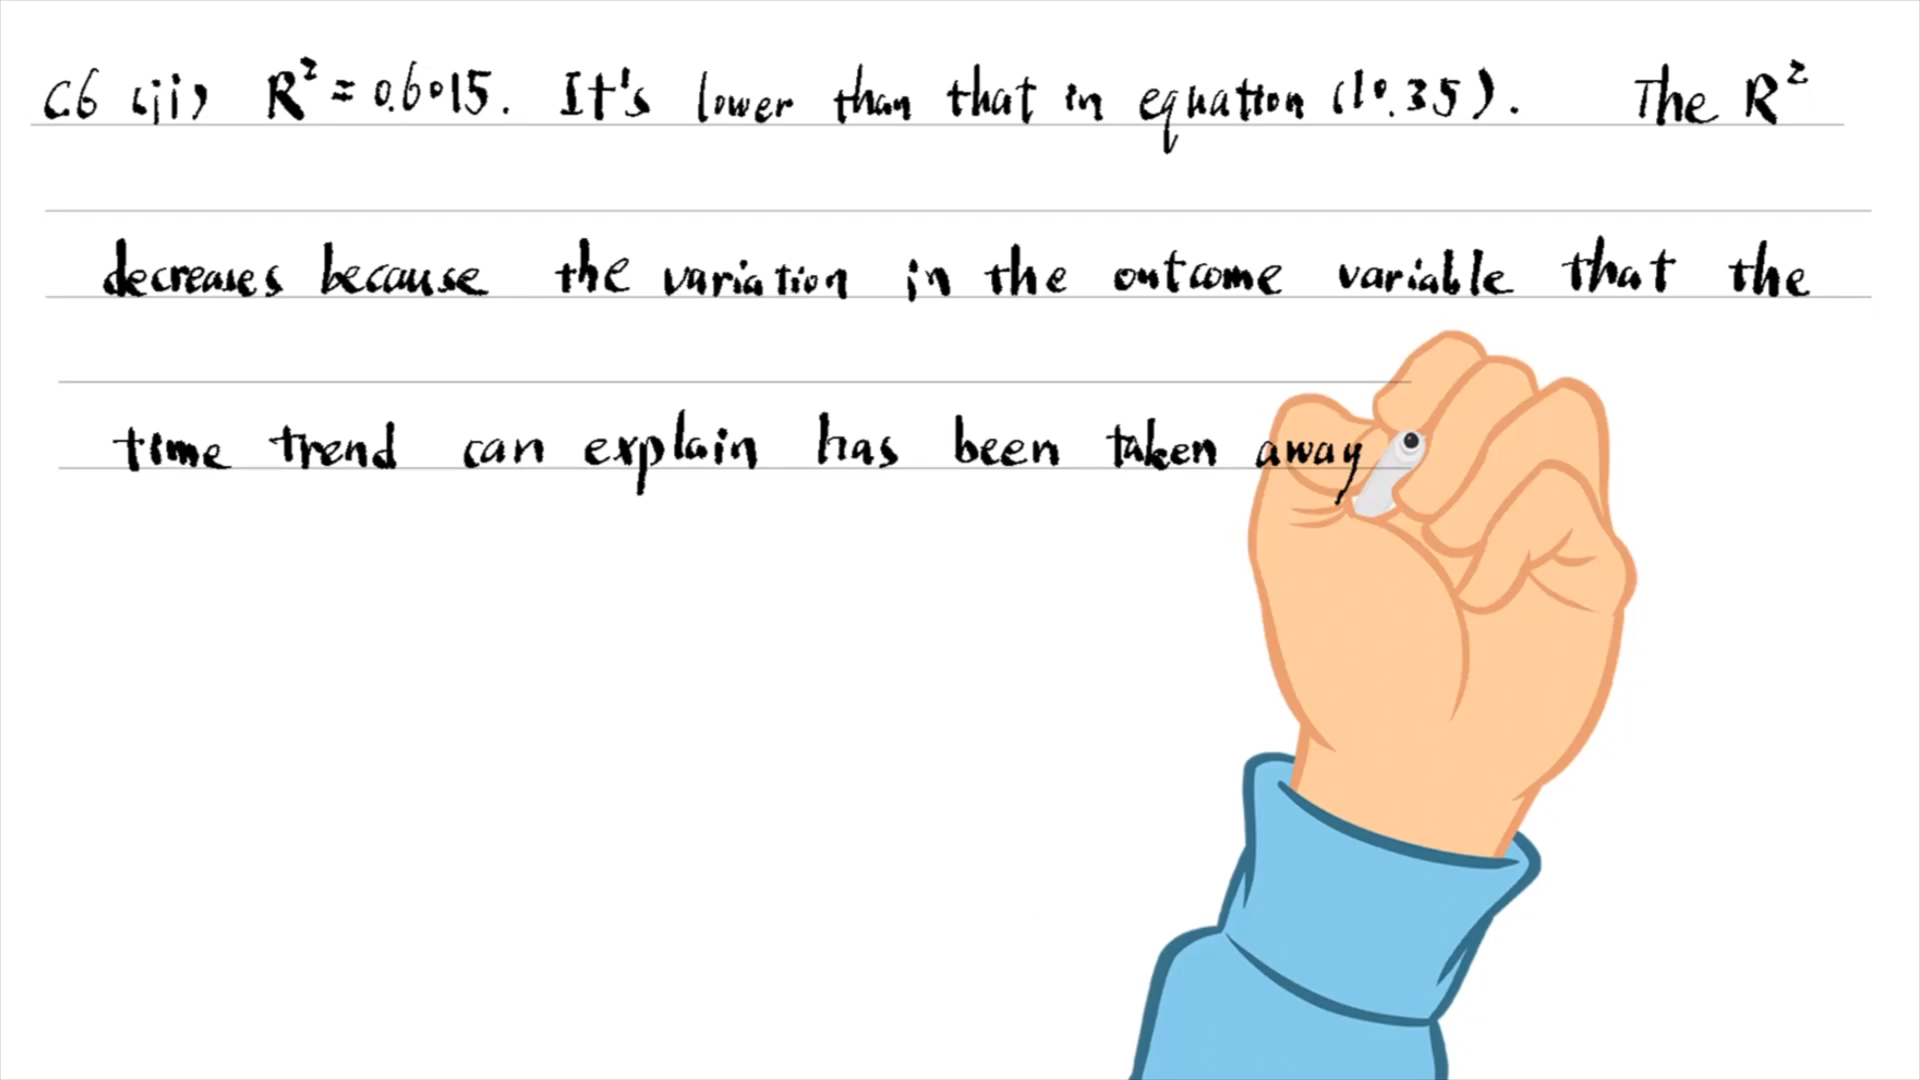 C6 (ii) R² = 0.6015. It's lower than that in equation (10.35). The R²
decreases because the variation in the outcome variable that the
time trend can explain has been taken away